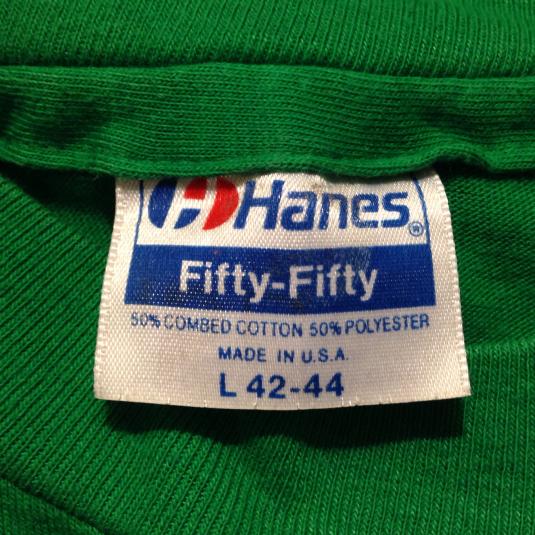 Hanes®
Fifty-Fifty
50% COMBED COTTON 50% POLYESTER
MADE IN U.S.A.
L 42-44